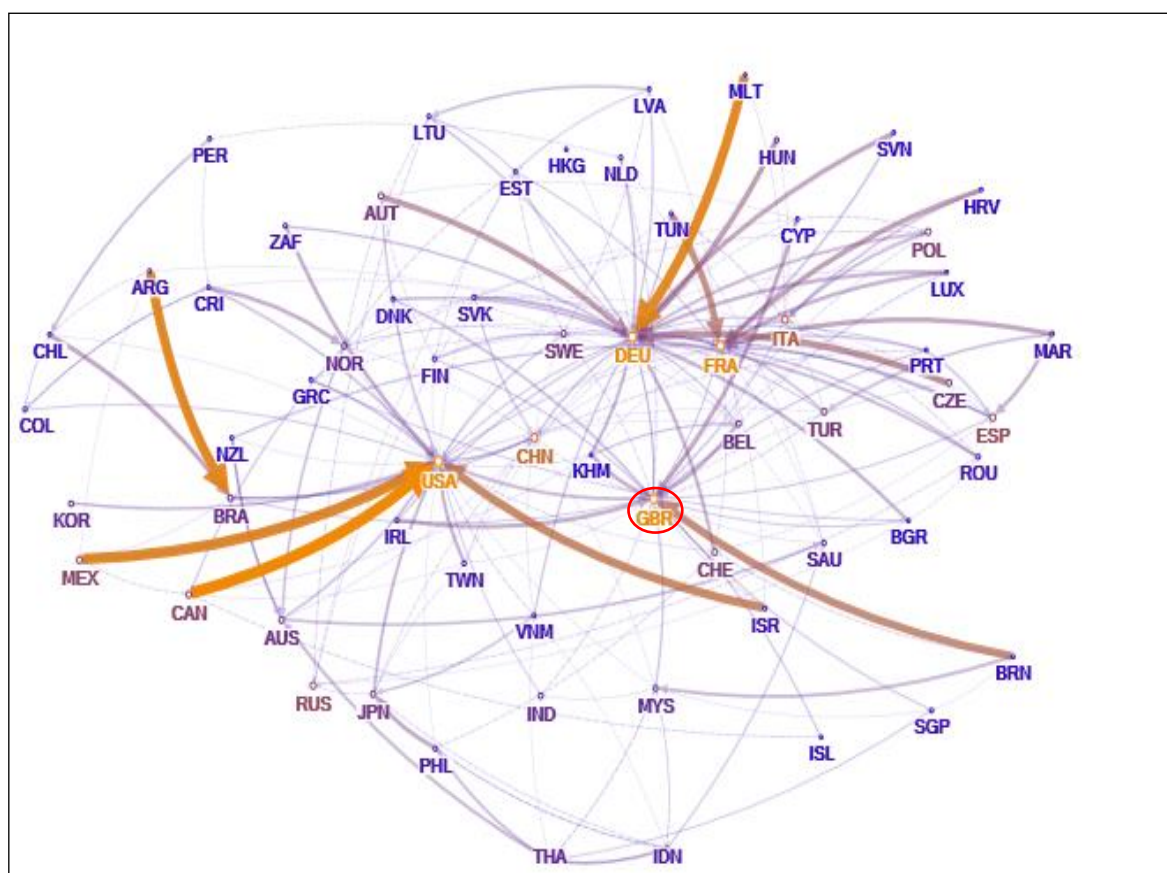 MLT
LVA
LTU
HUN
SVN
PER
HKG
NLD
EST
HRV
AUT
TUN
CYP
ZAF
POL
ARG
CRI
LUX
DNK
SVK
ITA
CHL
NOR
SWE
DEU
FRA
PRT
MAR
FIN
GRC
CZE
COL
TUR
ESP
BEL
NZL
CHN
KHM
ROU
USA
KOR
BRA
GBR
IRL
BGR
SAU
MEX
TWN
CHE
CAN
AUS
VNM
ISR
BRN
RUS
JPN
IND
MYS
SGP
ISL
PHL
THA
IDN